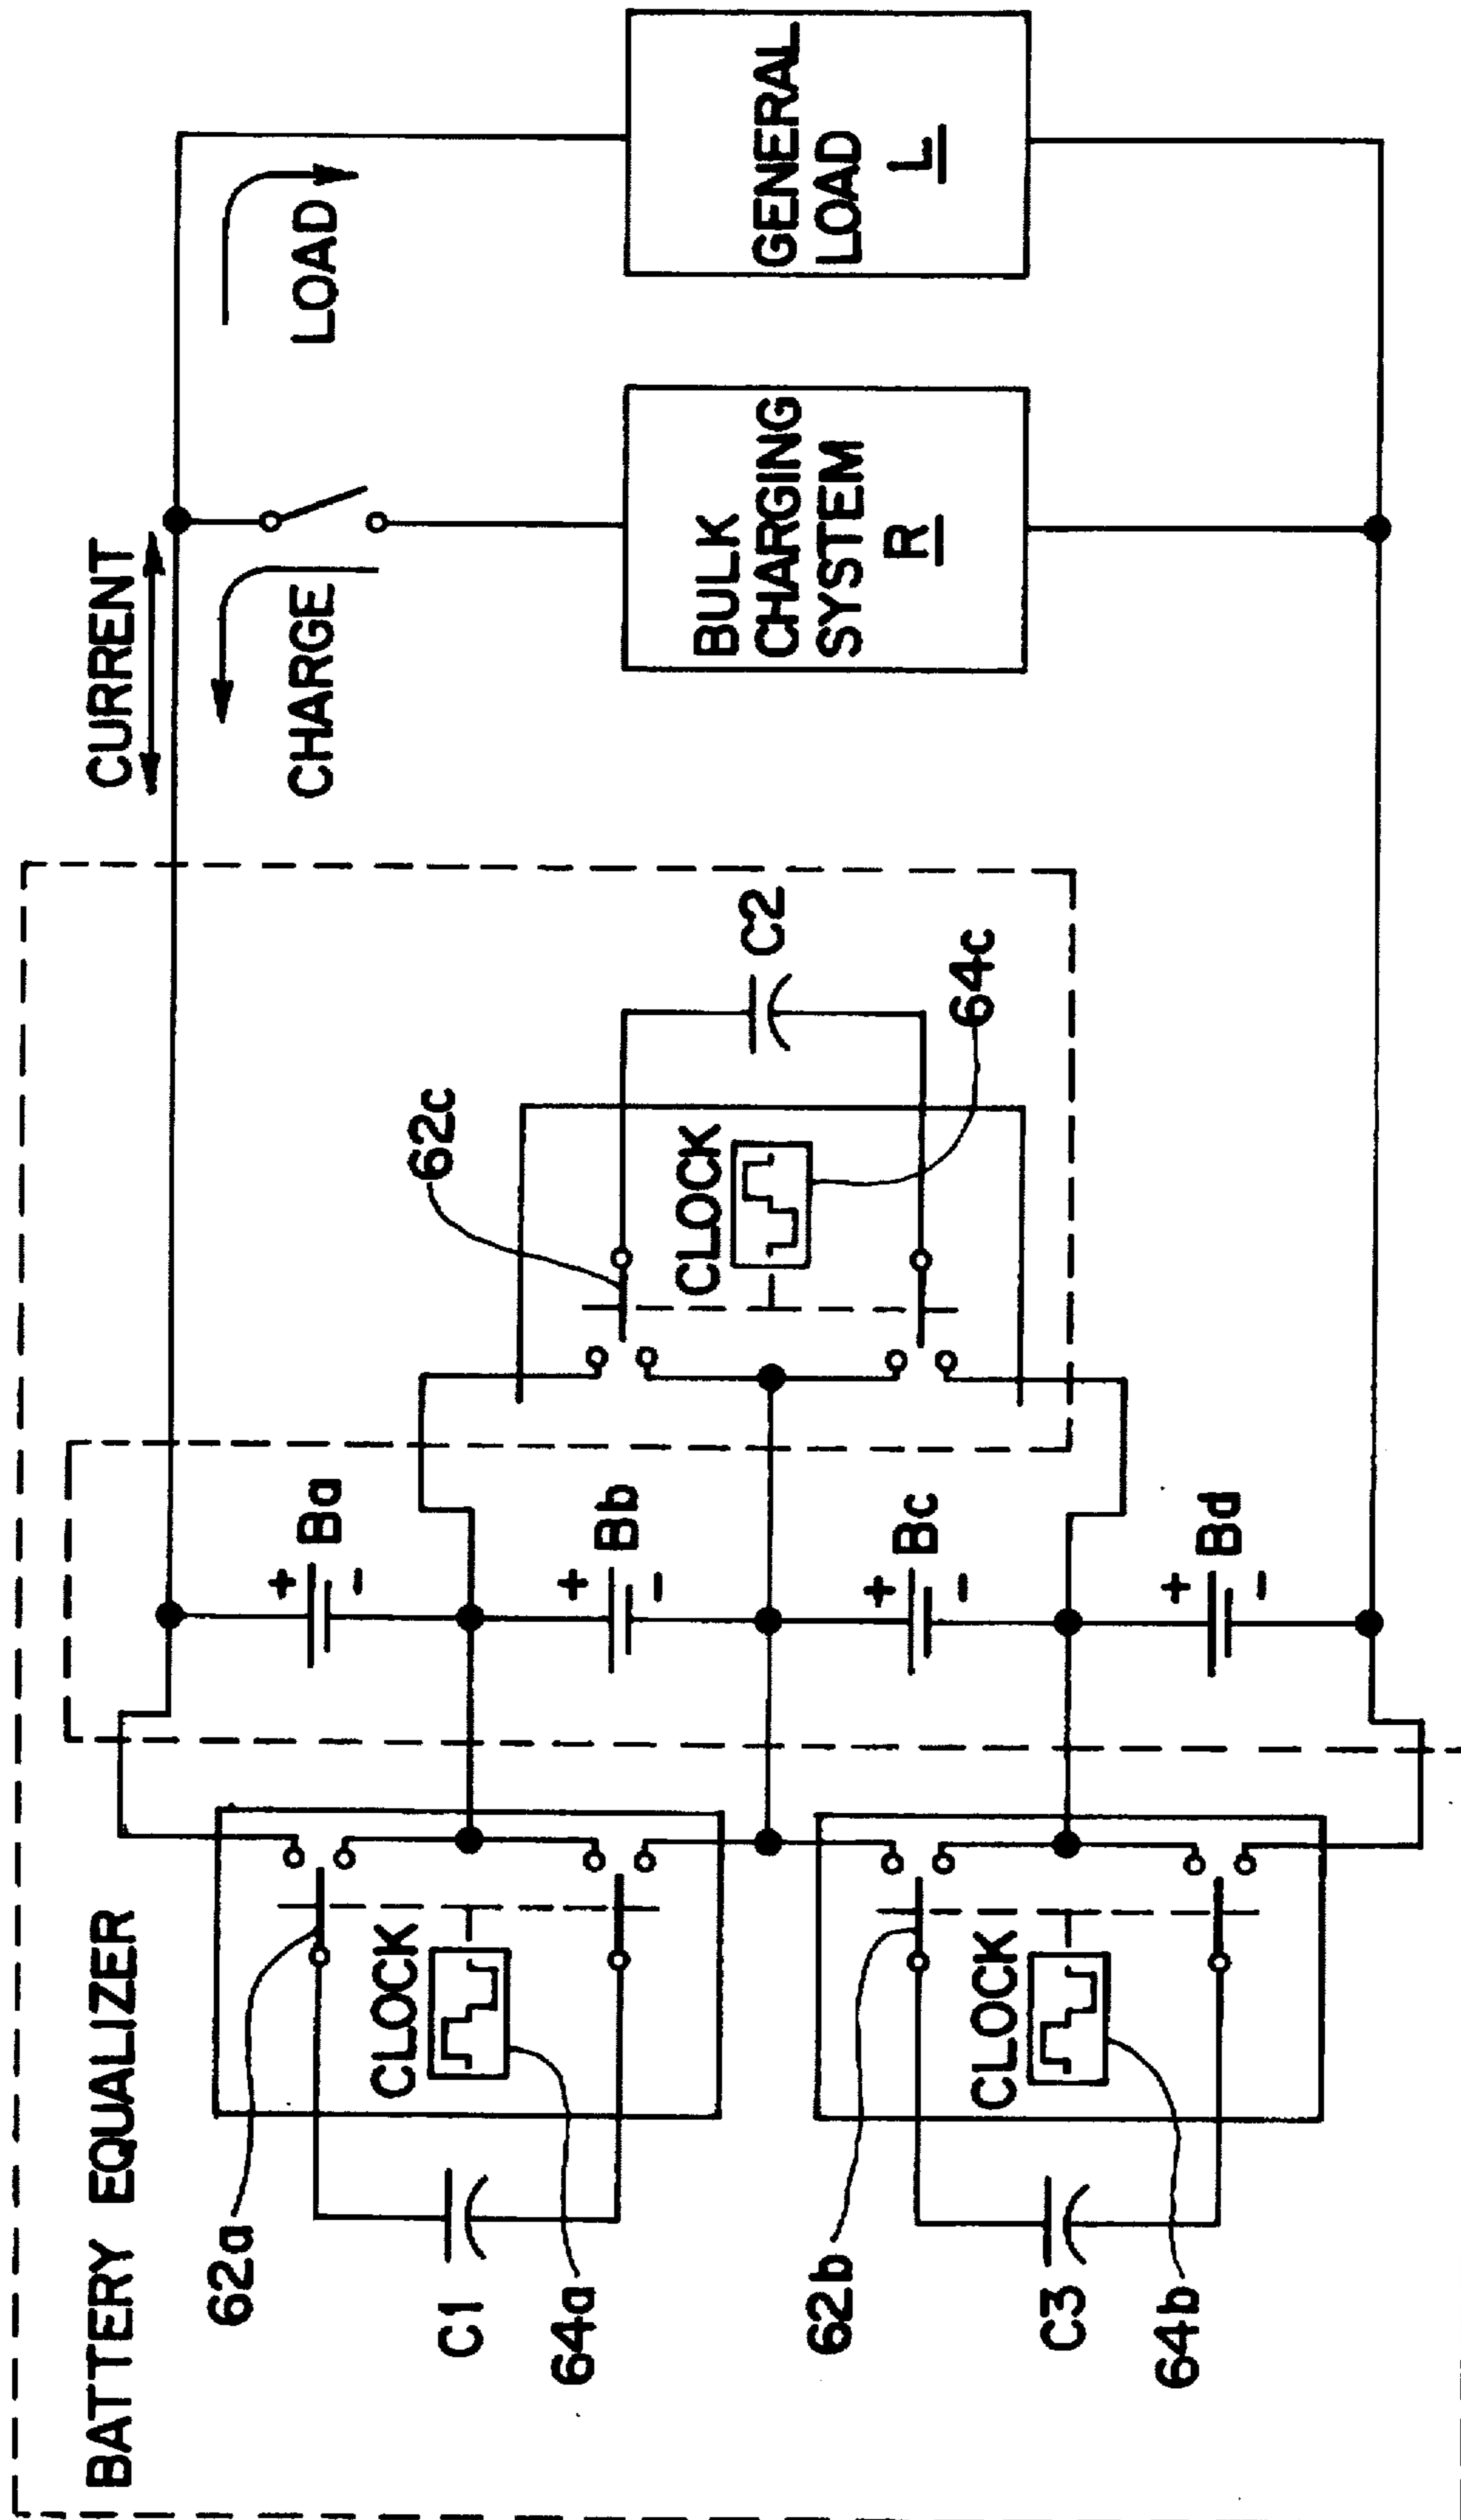 BATTERY EQUALIZER
CURRENT
62a
CLOCK
C1
64a
62b
CLOCK
C3
64b
+
Ba
-
+
Bb
-
+
Bc
-
+
Bd
-
62c
CLOCK
C2
64c
CHARGE
LOAD
BULK
CHARGING
SYSTEM
R
GENERAL
LOAD
L